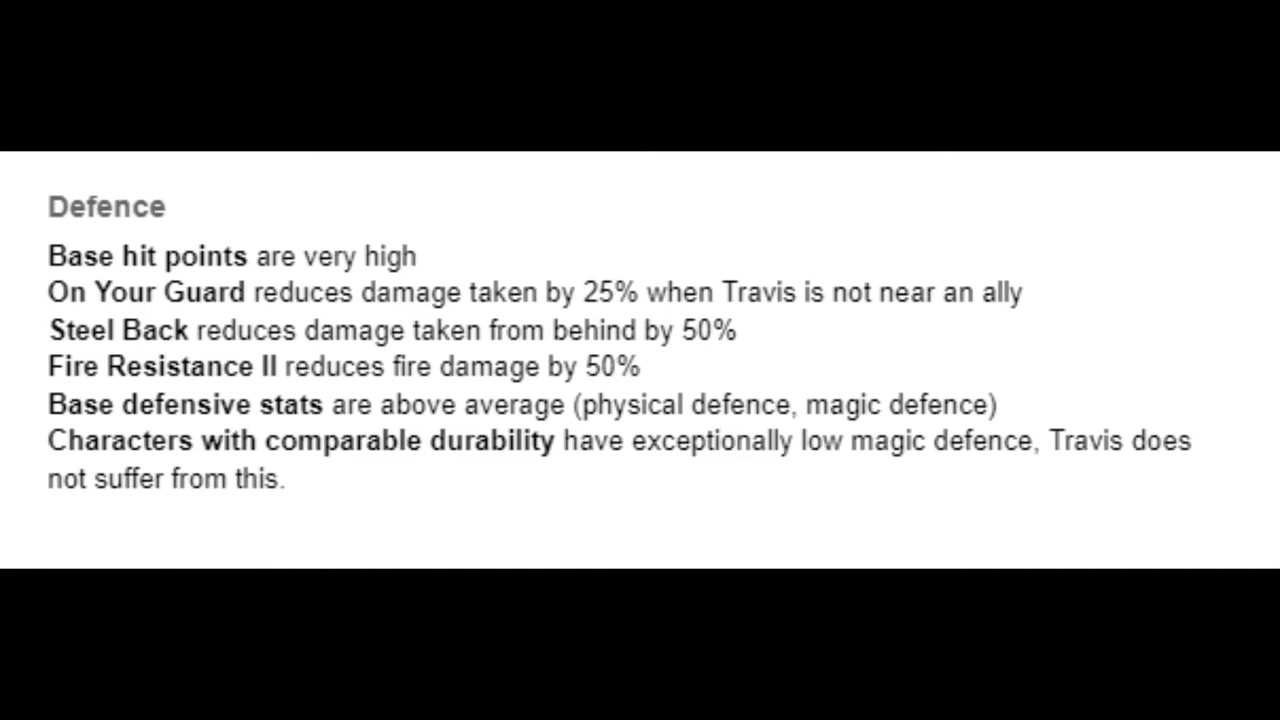 Defence
Base hit points are very high
On Your Guard reduces damage taken by 25% when Travis is not near an ally
Steel Back reduces damage taken from behind by 50%
Fire Resistance II reduces fire damage by 50%
Base defensive stats are above average (physical defence, magic defence)
Characters with comparable durability have exceptionally low magic defence, Travis does
not suffer from this.